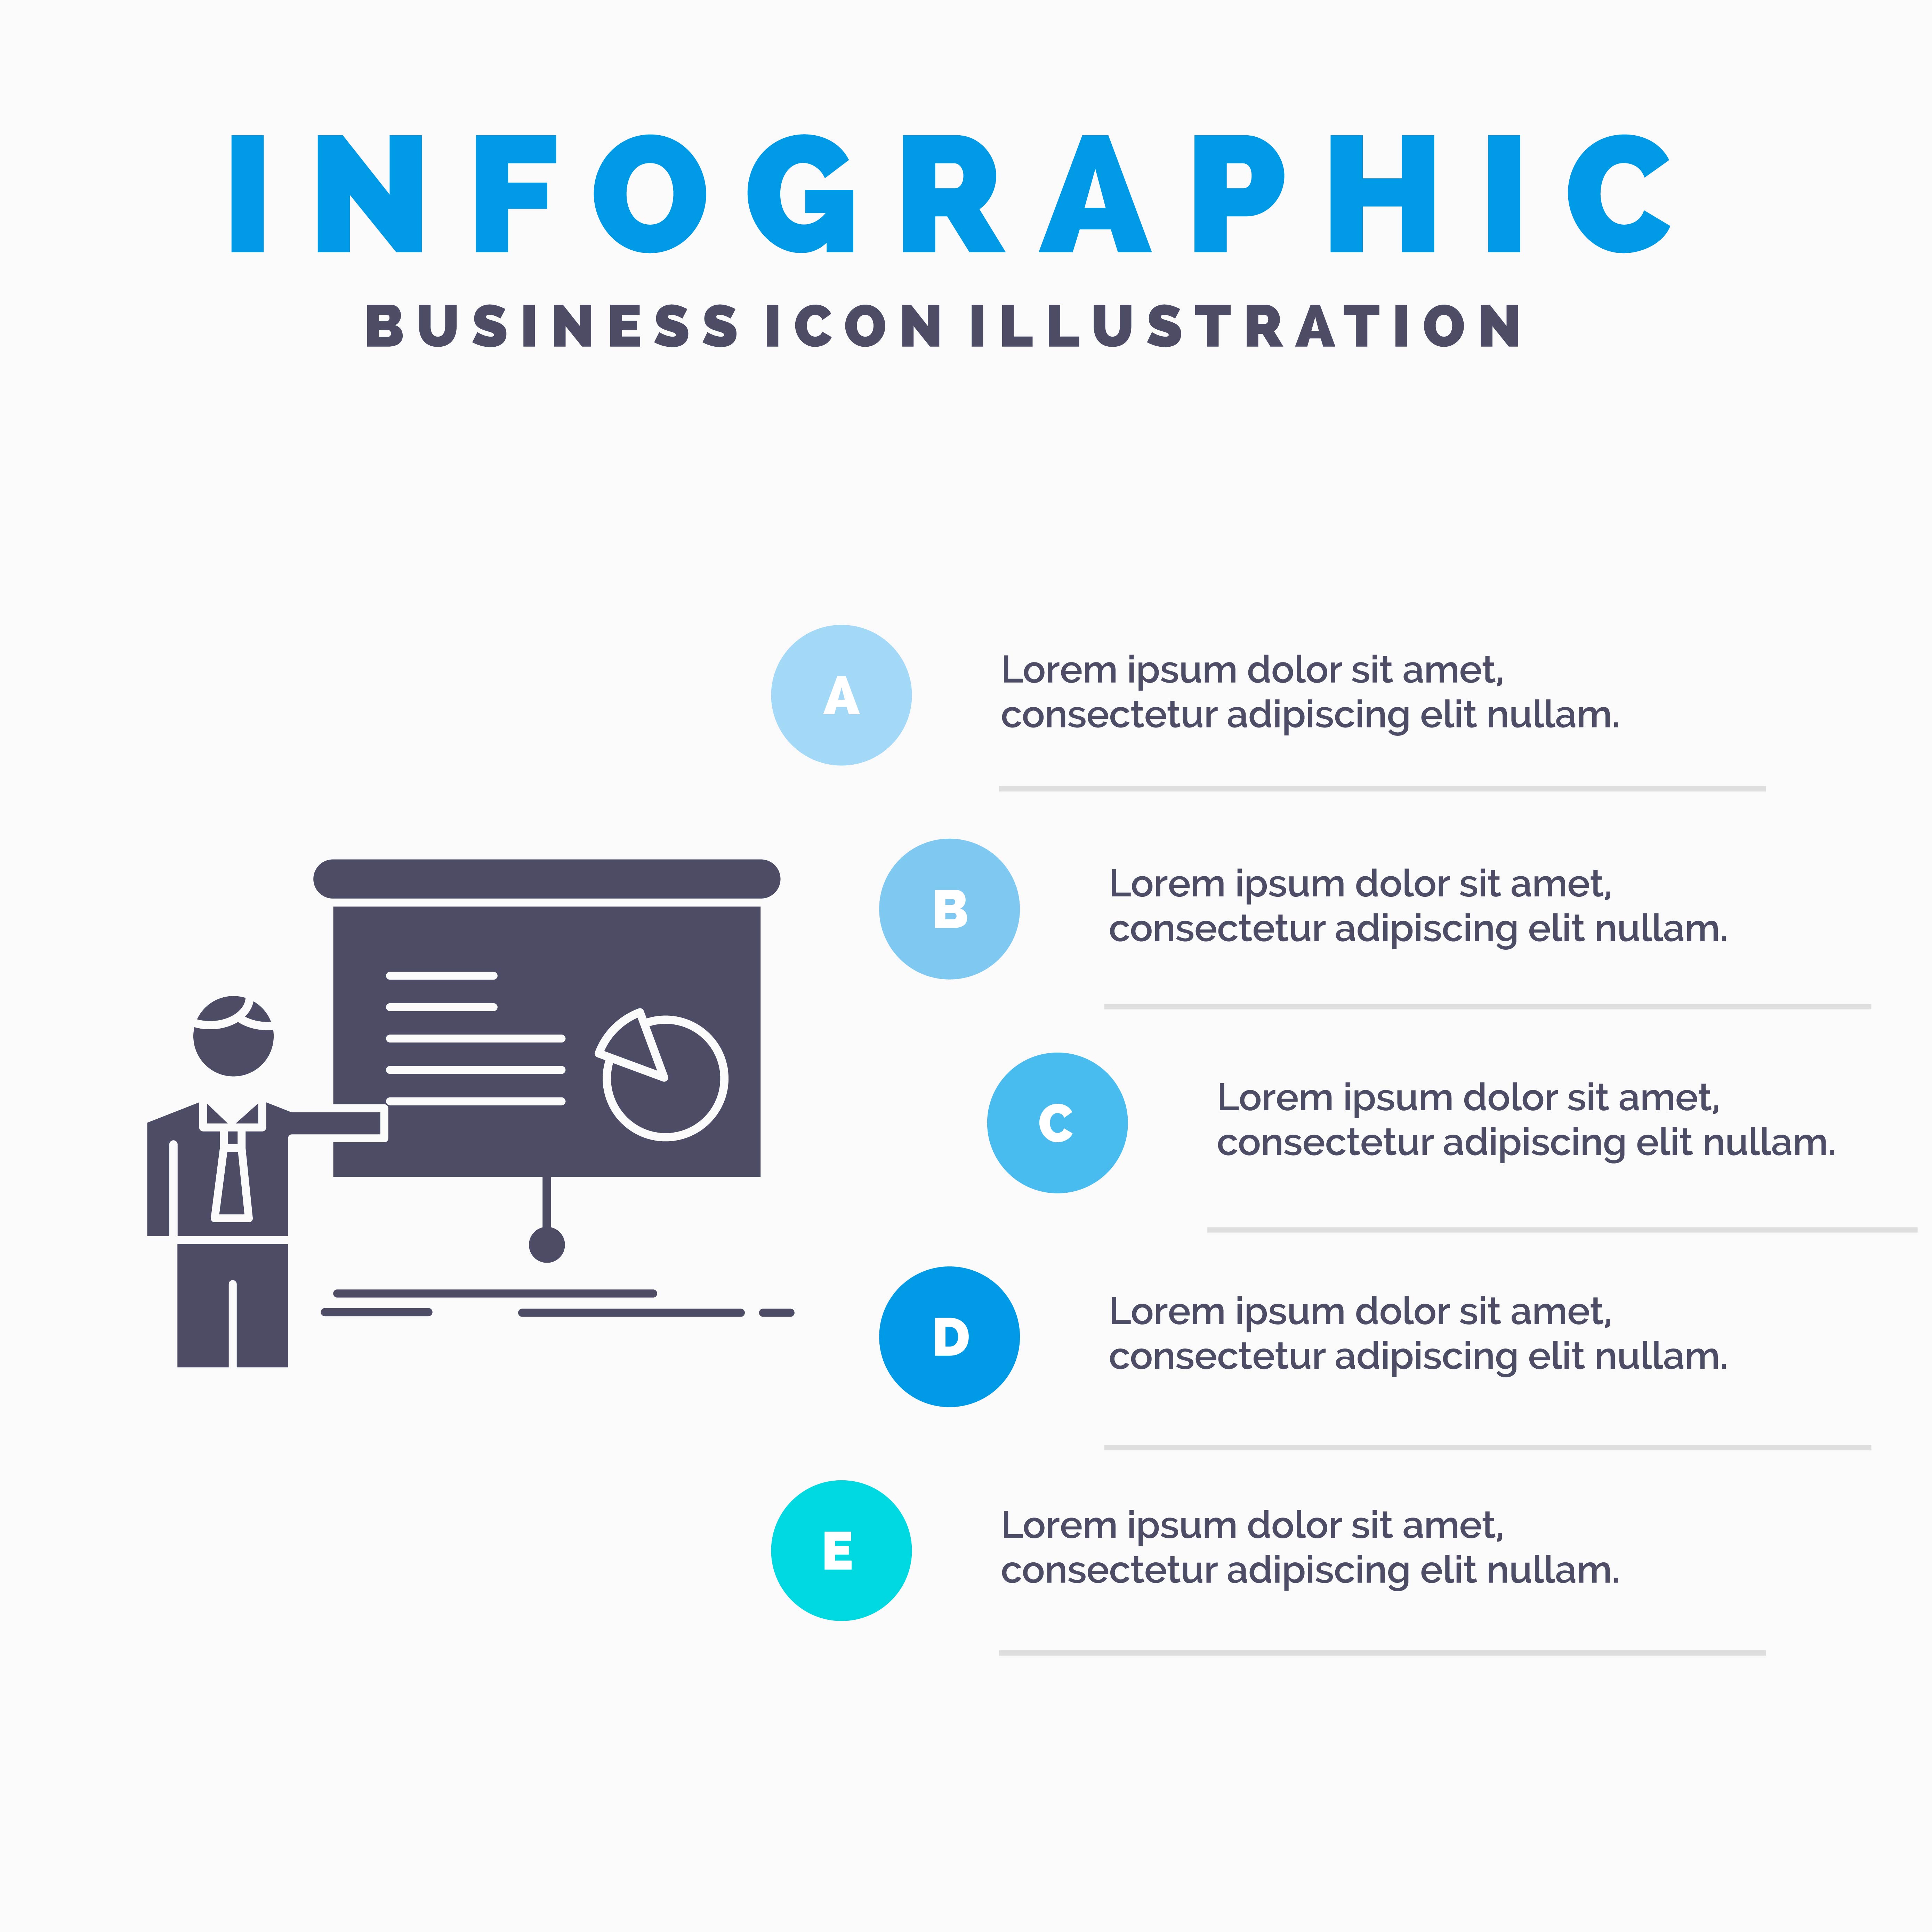 INFOGRAPHIC
BUSINESS ICON ILLUSTRATION
A
Lorem ipsum dolor sit amet,
consectetur adipiscing elit nullam.
B
Lorem ipsum dolor sit amet,
consectetur adipiscing elit nullam.
C
Lorem ipsum dolor sit amet,
consectetur adipiscing elit nullam.
D
Lorem ipsum dolor sit amet,
consectetur adipiscing elit nullam.
E
Lorem ipsum dolor sit amet,
consectetur adipiscing elit nullam.